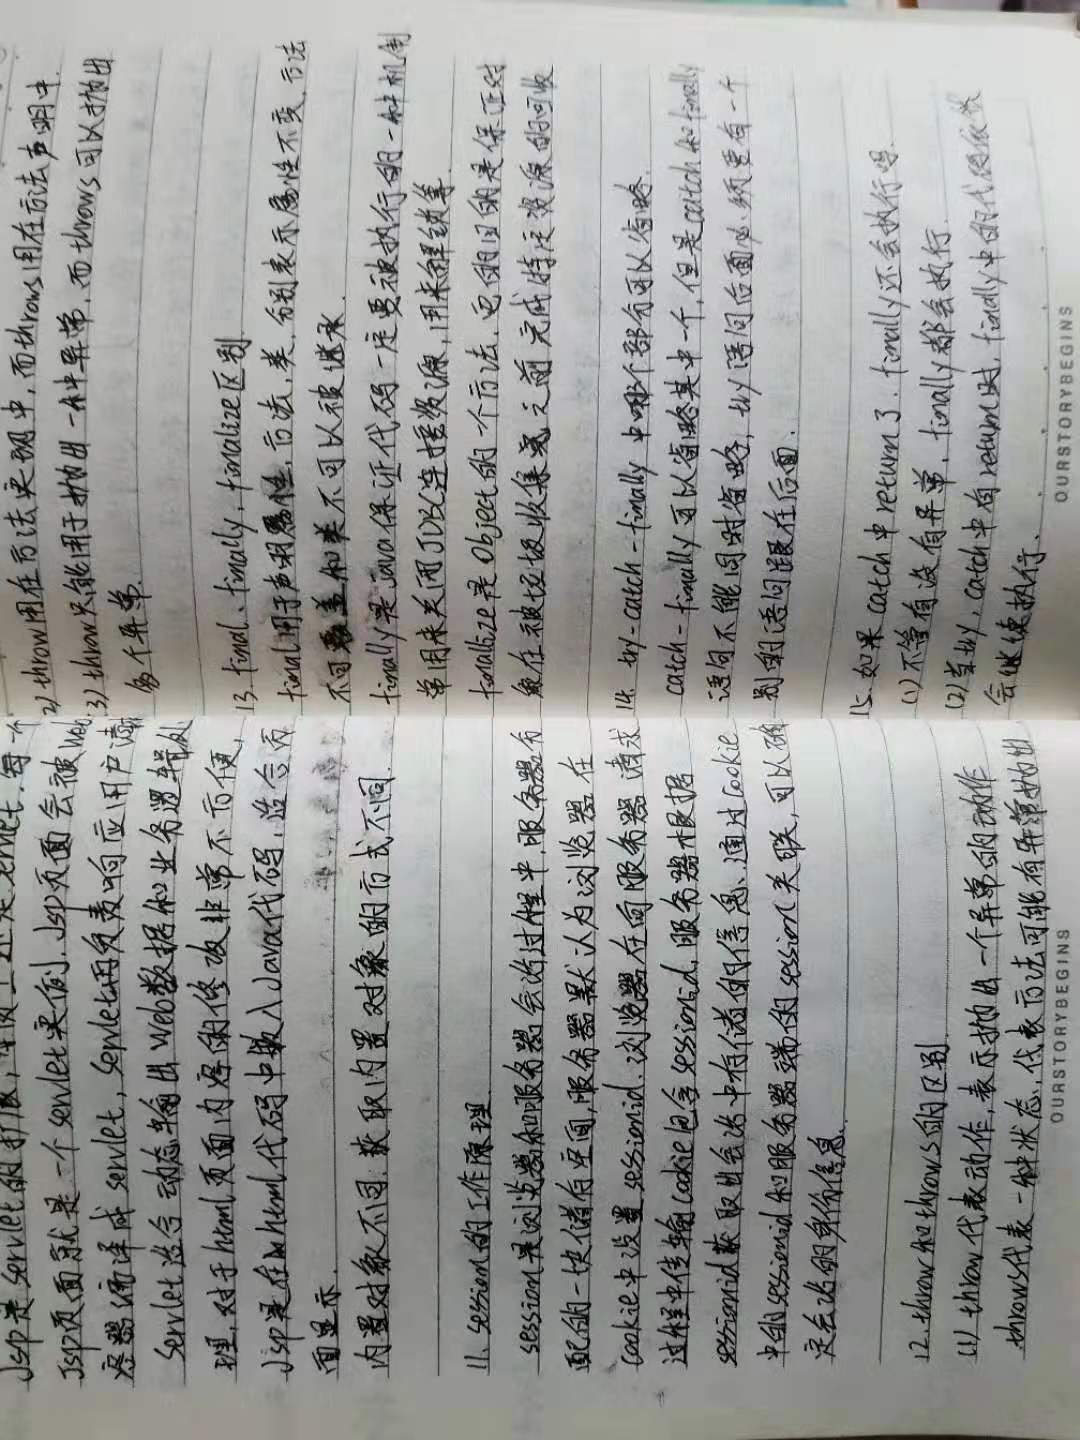 Jsp是Servlet的扩展,本质上还是servlet,每一个
Jsp页面就是一个servlet实例,Jsp页面会被web
容器编译成servlet,servlet再负责响应用户请求
servlet适合动态输出web数据和业务逻辑处
理,对于html页面内容的修改非常不方便,
Jsp是在html代码中嵌入Java代码,适合页
面显示.
内置对象不同,获取内置对象的方式不同.
11. session的工作原理
session是浏览器和服务器会话过程中,服务器分
配的一块储存空间,服务器默认为浏览器在
cookie中设置sessionid,浏览器在向服务器请求
过程中传输cookie包含sessionid,服务器根据
sessionid获取出会话中存储的信息,通过cookie
中的sessionid和服务器端的session关联,可以确
定会话的身份信息.
12. throw和throws的区别.
(1) throw代表动作,表示抛出一个异常的动作
throws代表一种状态,代表方法可能有异常抛出
2) throw用在方法实现中,而throws用在方法声明中.
3) throw只能用于抛出一种异常,而throws可以抛出
多个异常.
13. final、finally、finalize区别.
final用于声明属性,方法,类,分别表示属性不变,方法
不可覆盖和类不可以被继承.
finally是java保证代码一定要被执行的一种机制
常用来关闭JDBC连接资源,用来解锁等.
finalize是Object的一个方法,它的目的是保证对
象在被垃圾收集之前完成特定资源的回收
14. try-catch-finally中哪个部分可以省略.
catch-finally可以省略其中一个,但是catch和finally
语句不能同时省略,try语句后面必须要有一个
别的语句跟在后面.
15. 如果catch中return了,finally还会执行吗.
(1) 不管有没有异常,finally都会执行.
(2) 当try,catch中有return时,finally中的代码依然
会继续执行.
OURSTORYBEGINS
OURSTORYBEGINS